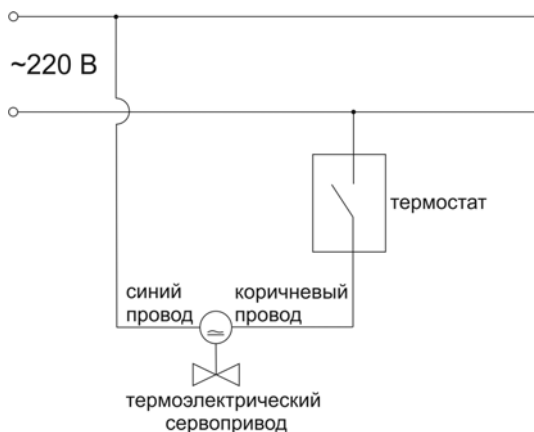 ~220 В
термостат
синий
провод
коричневый
провод
термоэлектрический
сервопривод